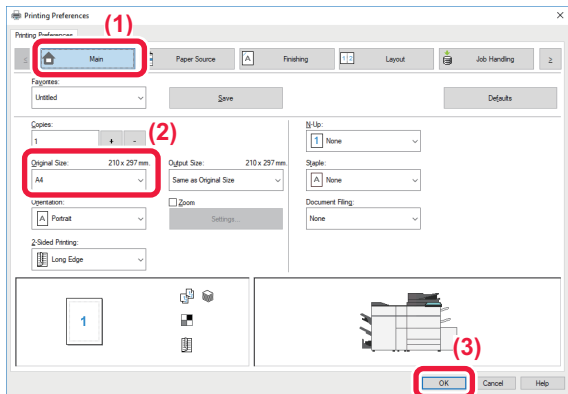 Printing Preferences
(1)
Printing Preferences
Main
Paper Source
A Finishing
1 2 Layout
Job Handling
Favorites:
Untitled
Save
Defaults
Copies:
1 + -
(2)
N-Up:
1 None
Original Size: 210 x 297 mm.
Output Size: 210 x 297 mm.
Staple:
A4
Same as Original Size
A None
Orientation:
Zoom
Document Filing:
A Portrait
Settings...
None
2-Sided Printing:
Long Edge
1
(3)
OK Cancel Help